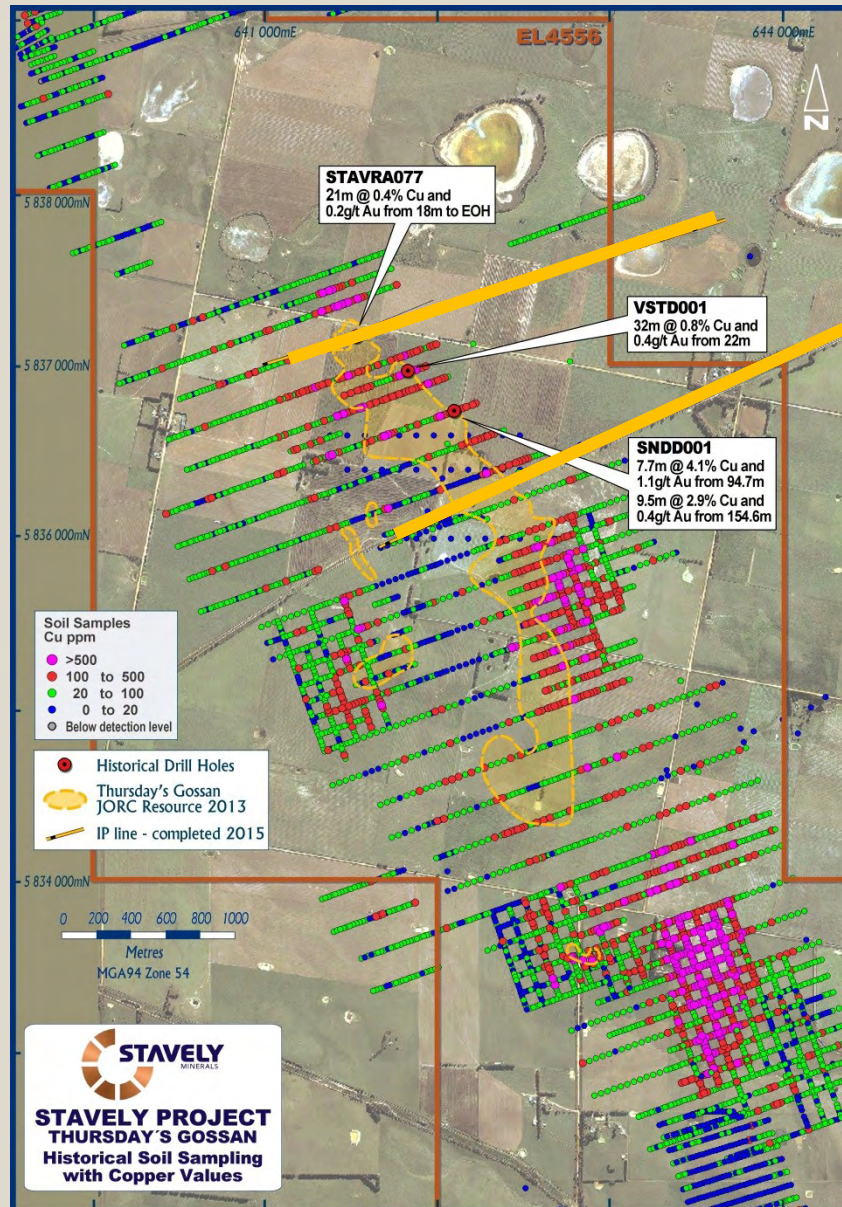 641 000mE
EL4556
644 000mE
N
STAVRA077
21m @ 0.4% Cu and
0.2g/t Au from 18m to EOH
5 838 000mN
VSTD001
32m @ 0.8% Cu and
0.4g/t Au from 22m
5 837 000mN
SNDD001
7.7m @ 4.1% Cu and
1.1g/t Au from 94.7m
9.5m @ 2.9% Cu and
0.4g/t Au from 154.6m
5 836 000mN
Soil Samples
Cu ppm
>500
100 to 500
20 to 100
0 to 20
Below detection level
Historical Drill Holes
Thursday's Gossan
JORC Resource 2013
IP line - completed 2015
5 834 000mN
0 200 400 600 800 1000
Metres
MGA94 Zone 54
STAVELY
MINERALS
STAVELY PROJECT
THURSDAY'S GOSSAN
Historical Soil Sampling
with Copper Values